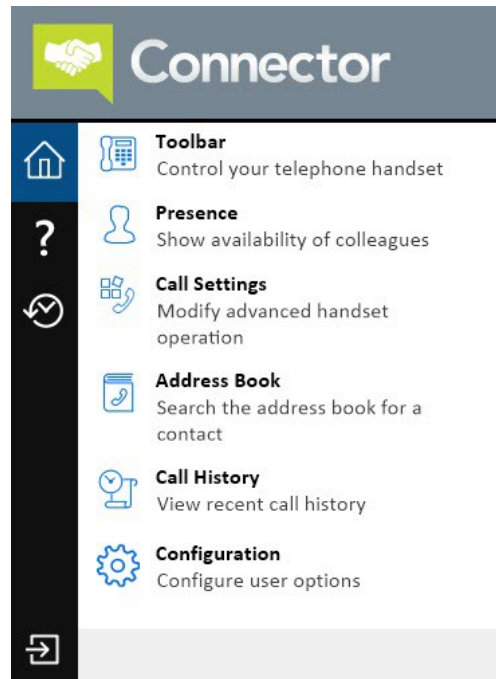 Connector
Toolbar
Control your telephone handset
Presence
Show availability of colleagues
Call Settings
Modify advanced handset
operation
Address Book
Search the address book for a
contact
Call History
View recent call history
Configuration
Configure user options
?